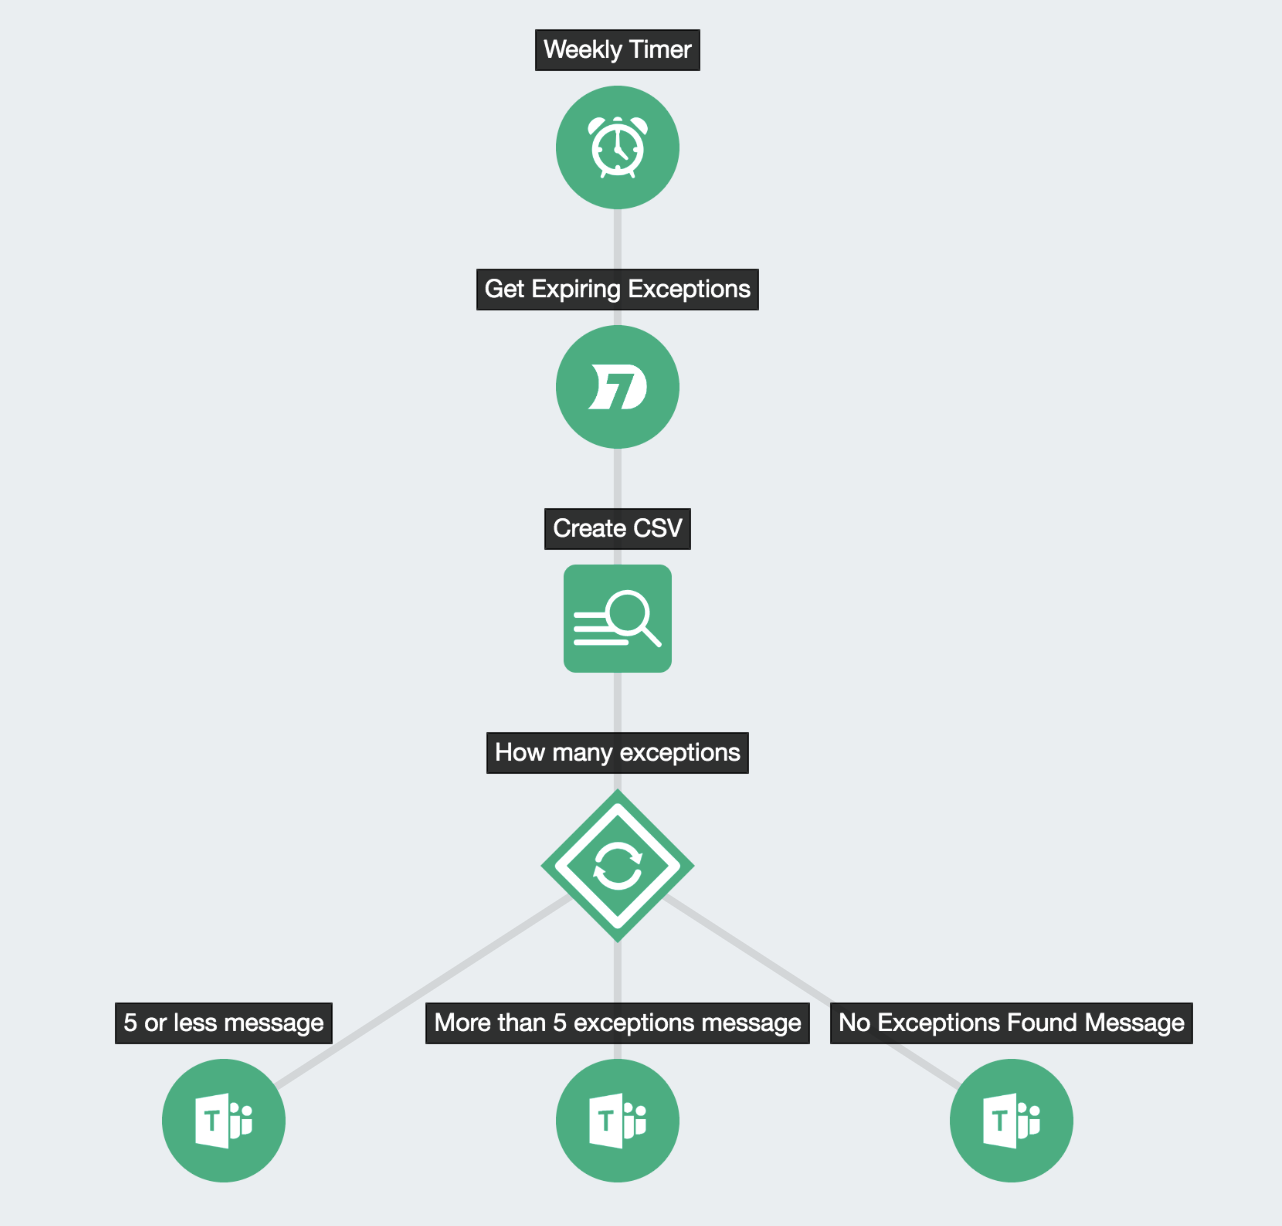 Weekly Timer
Get Expiring Exceptions
7
Create CSV
How many exceptions
5 or less message
More than 5 exceptions message
No Exceptions Found Message
T
T
T